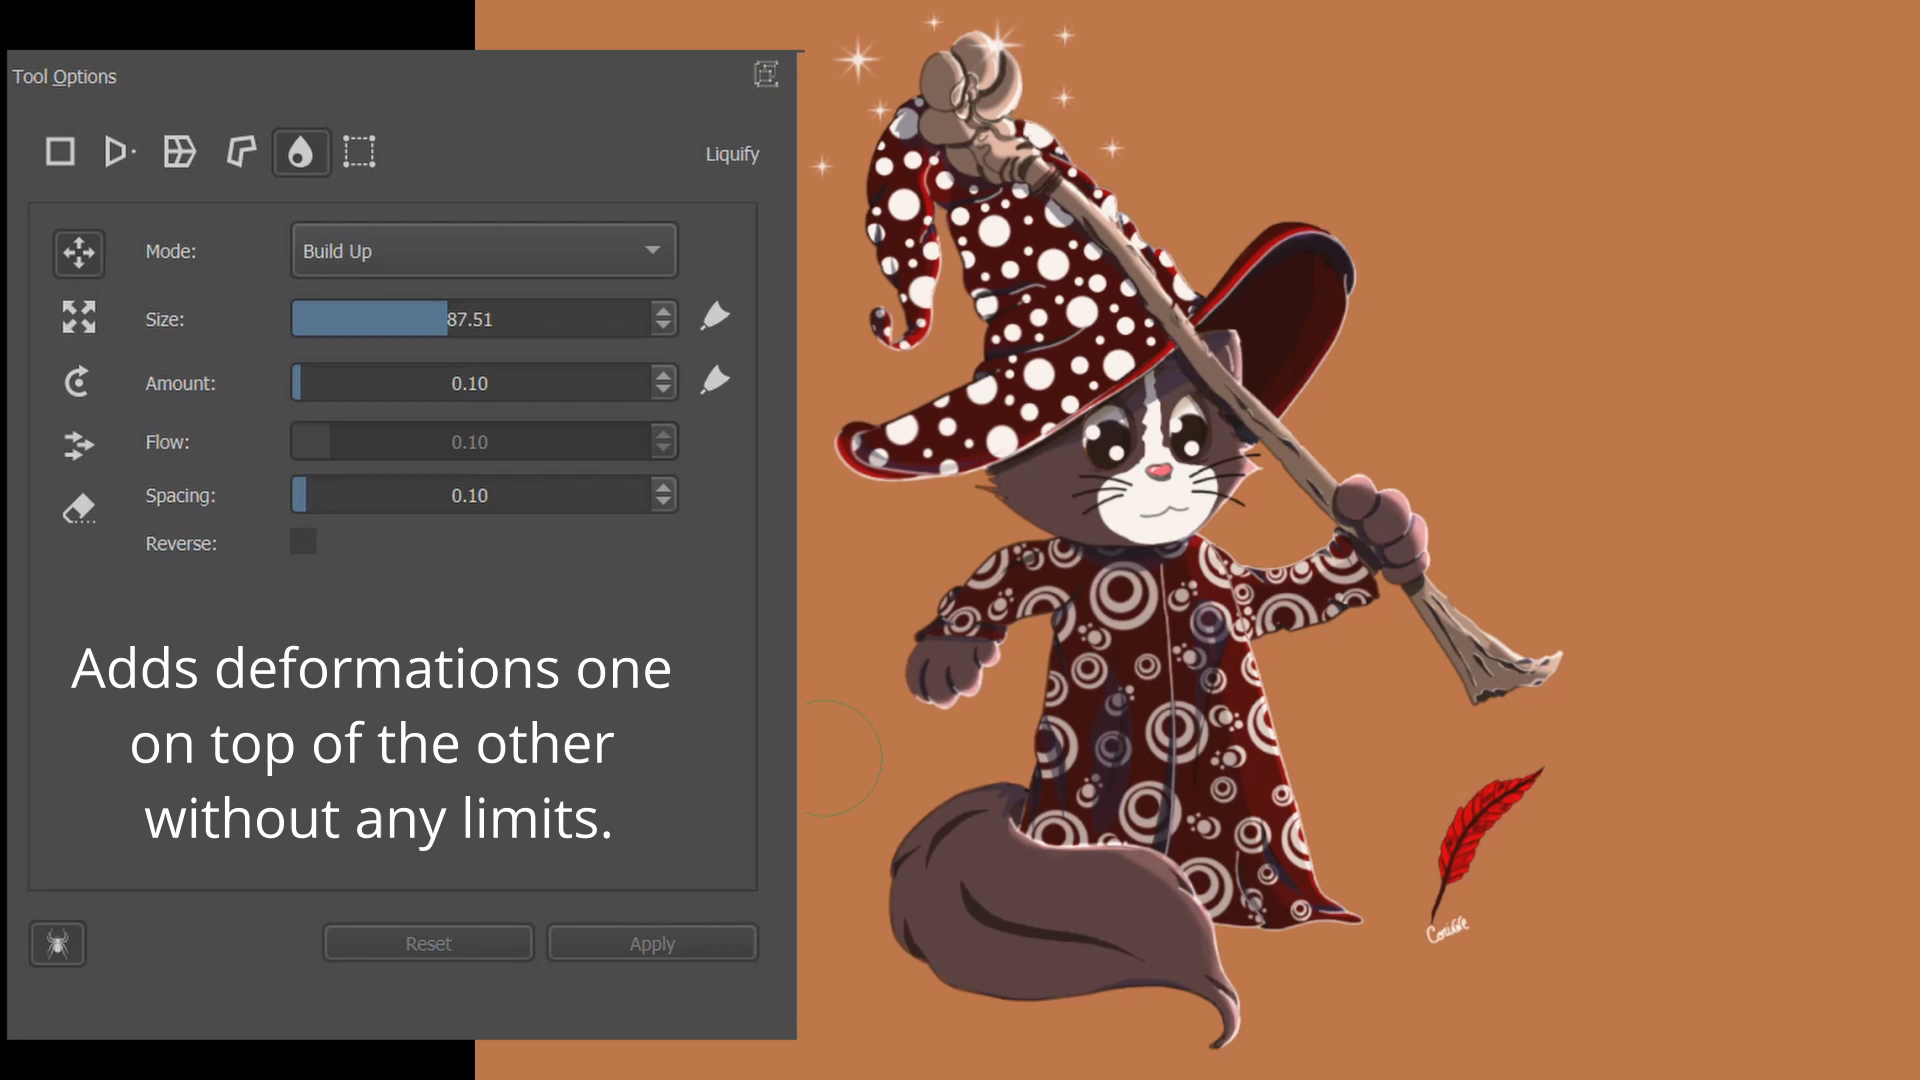 Tool Options
Liquify
Mode: Build Up
Size: 87.51
Amount: 0.10
Flow: 0.10
Spacing: 0.10
Reverse:
Adds deformations one
on top of the other
without any limits.
Reset Apply